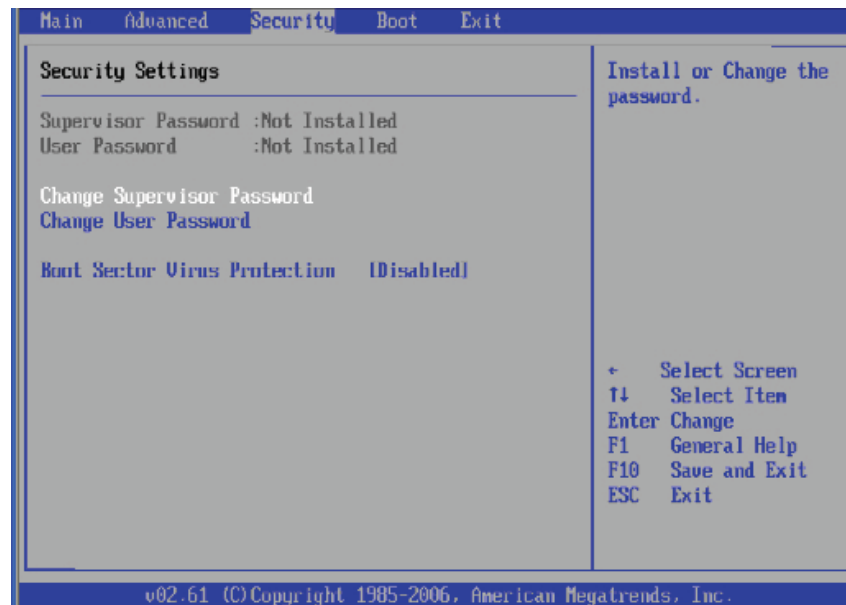 Main Advanced Security Boot Exit
Security Settings
Supervisor Password :Not Installed
User Password :Not Installed
Change Supervisor Password
Change User Password
Boot Sector Virus Protection [Disabled]
Install or Change the
password.
← Select Screen
↑↓ Select Item
Enter Change
F1 General Help
F10 Save and Exit
ESC Exit
v02.61 (C)Copyright 1985-2006, American Megatrends, Inc.